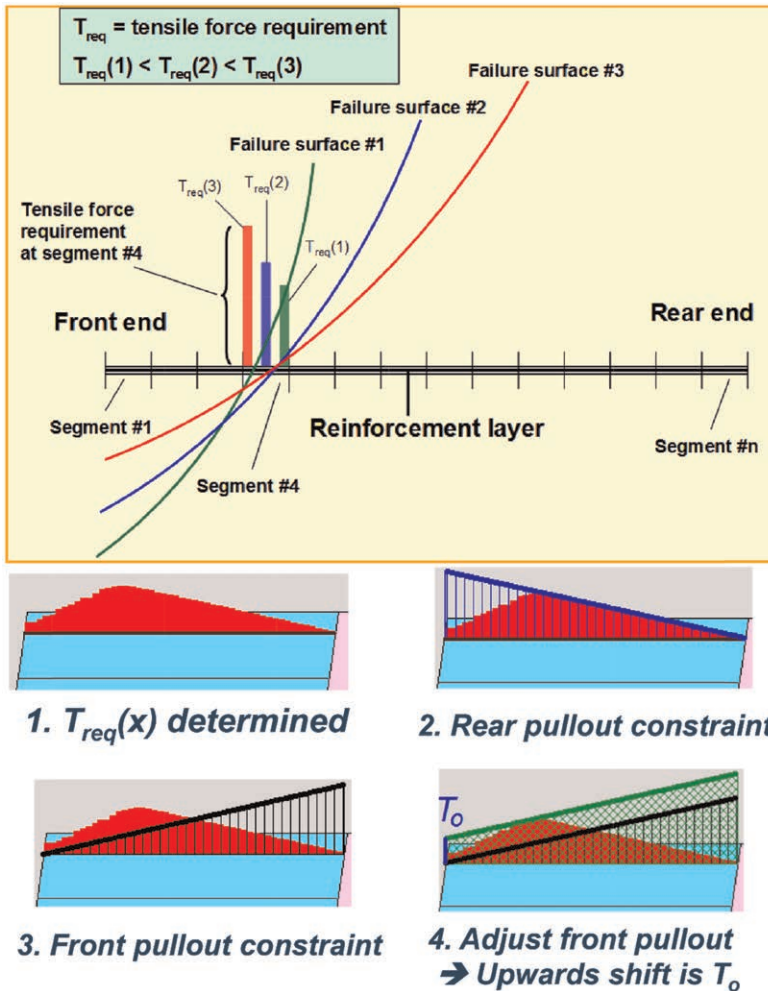 T_req = tensile force requirement
T_req(1) < T_req(2) < T_req(3)
Failure surface #3
Failure surface #2
Failure surface #1
T_req(3)
T_req(2)
T_req(1)
Tensile force
requirement
at segment #4
Front end
Rear end
Segment #1
Reinforcement layer
Segment #n
Segment #4
1. T_req(x) determined
2. Rear pullout constraint
T_o
3. Front pullout constraint
4. Adjust front pullout
➔ Upwards shift is T_o